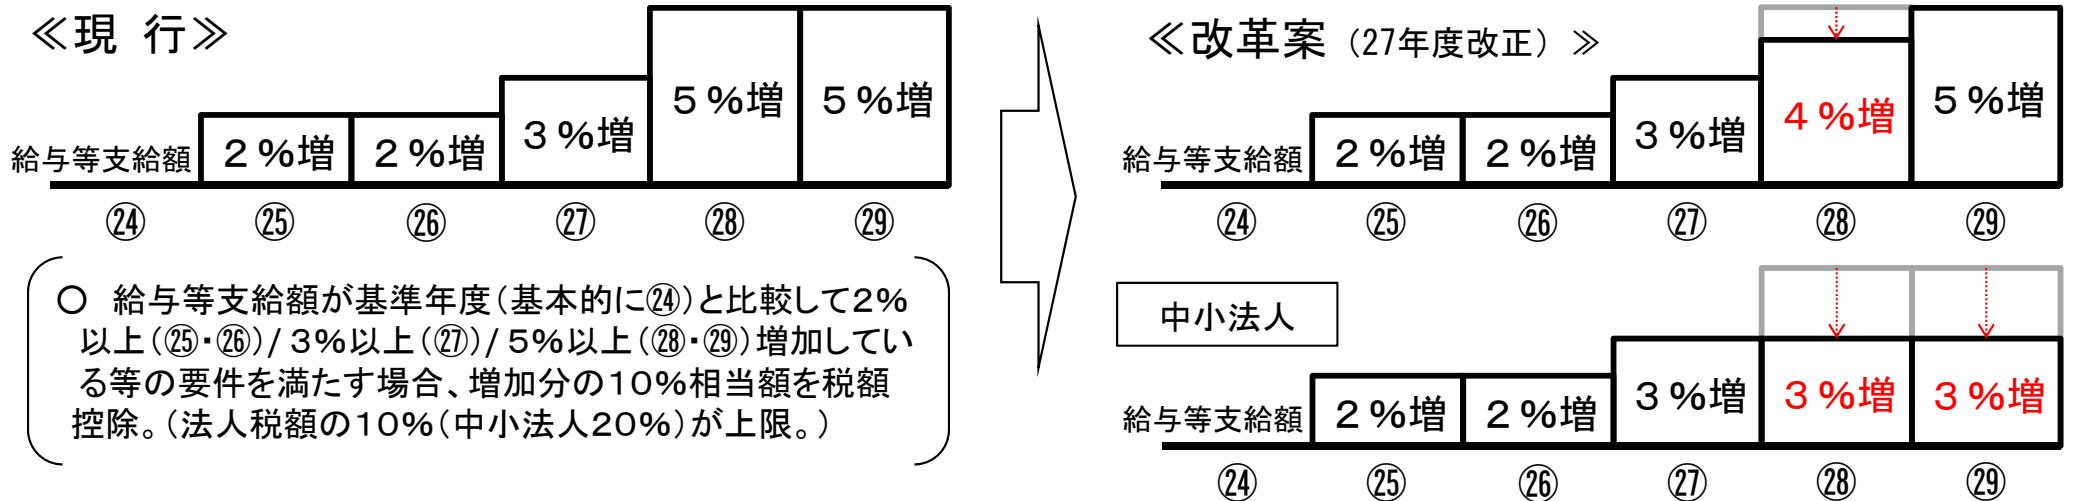 ≪現 行≫
5%増 5%増
3%増
2%増 2%増
給与等支給額
㉔ ㉕ ㉖ ㉗ ㉘ ㉙
○ 給与等支給額が基準年度(基本的に㉔)と比較して2%
以上(㉕・㉖)/3%以上(㉗)/5%以上(㉘・㉙)増加してい
る等の要件を満たす場合、増加分の10%相当額を税額
控除。(法人税額の10%(中小法人20%)が上限。)
≪改革案(27年度改正)≫
5%増
4%増
3%増
2%増 2%増
給与等支給額
㉔ ㉕ ㉖ ㉗ ㉘ ㉙
中小法人
3%増 3%増 3%増
2%増 2%増
給与等支給額
㉔ ㉕ ㉖ ㉗ ㉘ ㉙